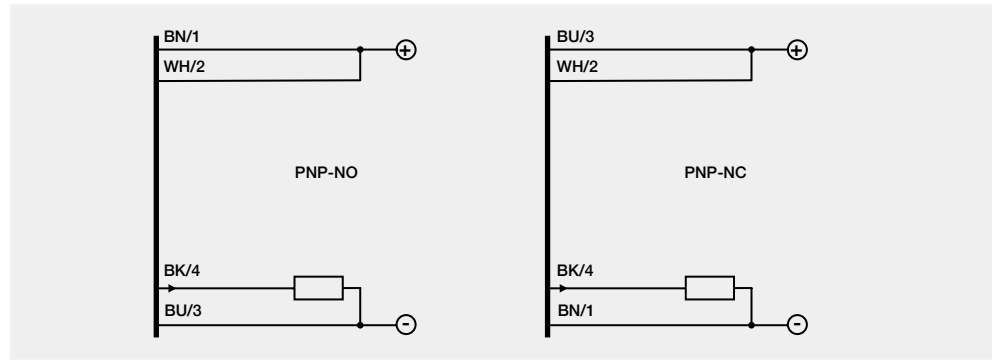 BN/1
WH/2
PNP-NO
BK/4
BU/3
BU/3
WH/2
PNP-NC
BK/4
BN/1